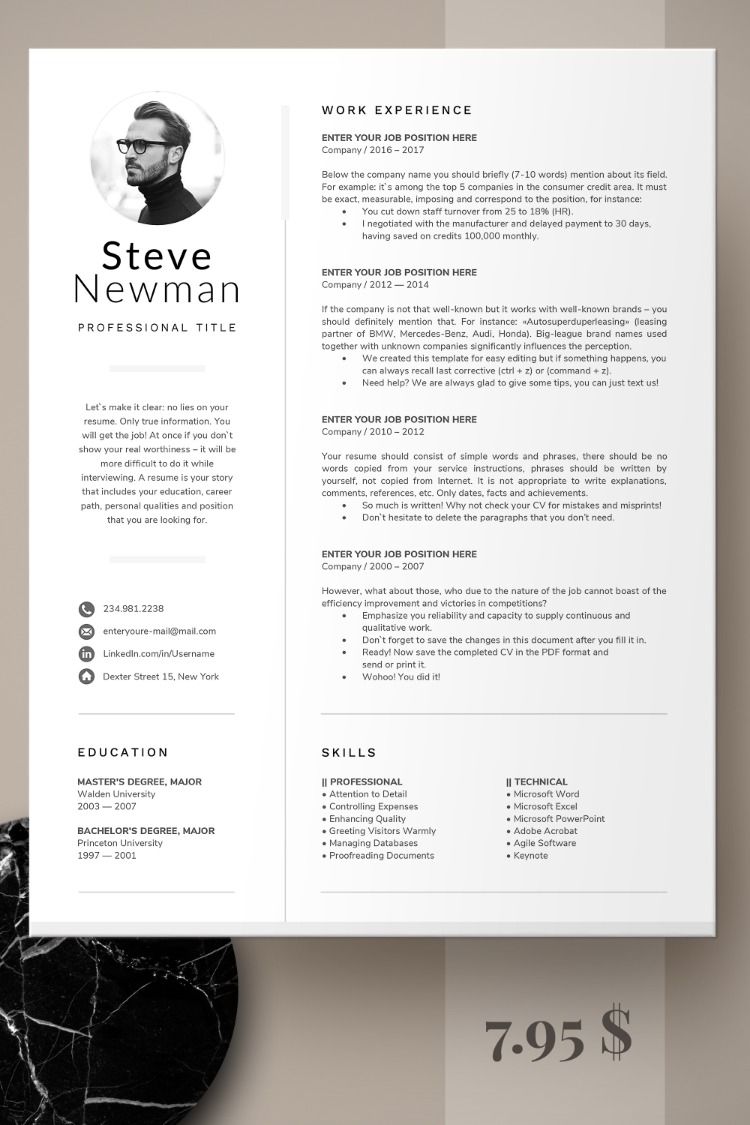 Steve
Newman
PROFESSIONAL TITLE
Let`s make it clear: no lies on your
resume. Only true information. You
will get the job! At once if you don`t
show your real worthiness – it will be
more difficult to do it while
interviewing. A resume is your story
that includes your education, career
path, personal qualities and position
that you are looking for.
234.981.2238
enteryoure-mail@mail.com
LinkedIn.com/in/Username
Dexter Street 15, New York
EDUCATION
MASTER'S DEGREE, MAJOR
Walden University
2003 — 2007
BACHELOR'S DEGREE, MAJOR
Princeton University
1997 — 2001
WORK EXPERIENCE
ENTER YOUR JOB POSITION HERE
Company / 2016 – 2017
Below the company name you should briefly (7-10 words) mention about its field.
For example: it`s among the top 5 companies in the consumer credit area. It must
be exact, measurable, imposing and correspond to the position, for instance:
• You cut down staff turnover from 25 to 18% (HR).
• I negotiated with the manufacturer and delayed payment to 30 days,
having saved on credits 100,000 monthly.
ENTER YOUR JOB POSITION HERE
Company / 2012 — 2014
If the company is not that well-known but it works with well-known brands – you
should definitely mention that. For instance: «Autosuperduperleasing» (leasing
partner of BMW, Mercedes-Benz, Audi, Honda). Big-league brand names used
together with unknown companies significantly influences the perception.
• We created this template for easy editing but if something happens, you
can always recall last corrective (ctrl + z) or (command + z).
• Need help? We are always glad to give some tips, you can just text us!
ENTER YOUR JOB POSITION HERE
Company / 2010 – 2012
Your resume should consist of simple words and phrases, there should be no
words copied from your service instructions, phrases should be written by
yourself, not copied from Internet. It is not appropriate to write explanations,
comments, references, etc. Only dates, facts and achievements.
• So much is written! Why not check your CV for mistakes and misprints!
• Don`t hesitate to delete the paragraphs that you don't need.
ENTER YOUR JOB POSITION HERE
Company / 2000 – 2007
However, what about those, who due to the nature of the job cannot boast of the
efficiency improvement and victories in competitions?
• Emphasize you reliability and capacity to supply continuous and
qualitative work.
• Don`t forget to save the changes in this document after you fill it in.
• Ready! Now save the completed CV in the PDF format and
send or print it.
• Wohoo! You did it!
SKILLS
|| PROFESSIONAL
• Attention to Detail
• Controlling Expenses
• Enhancing Quality
• Greeting Visitors Warmly
• Managing Databases
• Proofreading Documents
|| TECHNICAL
• Microsoft Word
• Microsoft Excel
• Microsoft PowerPoint
• Adobe Acrobat
• Agile Software
• Keynote
7.95 $